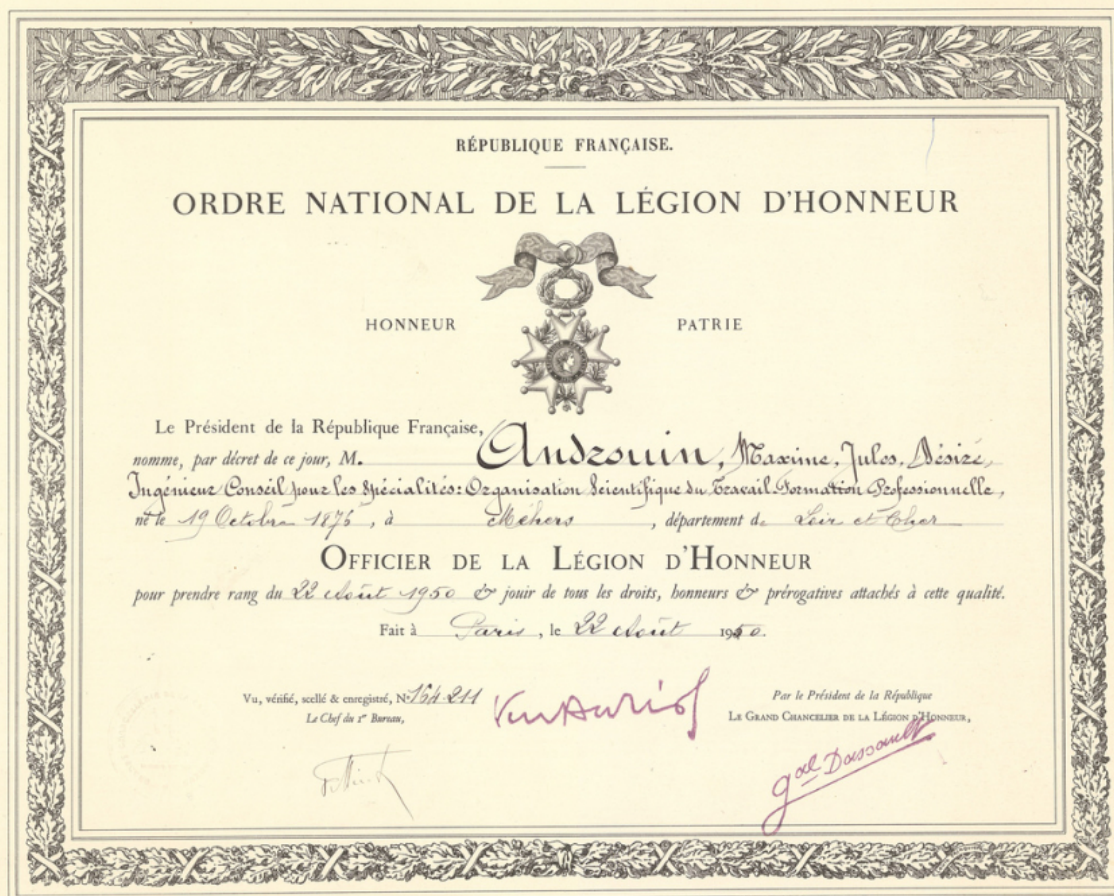 RÉPUBLIQUE FRANÇAISE.
ORDRE NATIONAL DE LA LÉGION D'HONNEUR
HONNEUR PATRIE
Le Président de la République Française,
nomme, par décret de ce jour, M. Androuin, Maxime, Jules, Désiré,
Ingénieur Conseil pour les spécialités: Organisation Scientifique du Travail. Formation Professionnelle,
né le 19 Octobre 1875, à Méhers, département de Loir et Cher
OFFICIER DE LA LÉGION D'HONNEUR
pour prendre rang du 22 Août 1950 & jouir de tous les droits, honneurs & prérogatives attachés à cette qualité.
Fait à Paris, le 22 Août 1950.
Vu, vérifié, scellé & enregistré, N° 164.211
Le Chef du 1er Bureau,
Vin Auriol
Par le Président de la République
LE GRAND CHANCELIER DE LA LÉGION D'HONNEUR,
gal Dassault